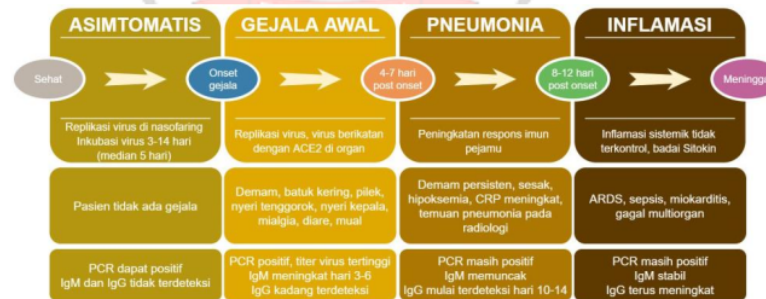 ASIMTOMATIS
GEJALA AWAL
PNEUMONIA
INFLAMASI
Sehat
Onset
gejala
4-7 hari
post onset
8-12 hari
post onset
Meningga
Replikasi virus di nasofaring
Inkubasi virus 3-14 hari
(median 5 hari)
Replikasi virus, virus berikatan
dengan ACE2 di organ
Peningkatan respons imun
pejamu
Inflamasi sistemik tidak
terkontrol, badai Sitokin
Pasien tidak ada gejala
Demam, batuk kering, pilek,
nyeri tenggorok, nyeri kepala,
mialgia, diare, mual
Demam persisten, sesak,
hipoksemia, CRP meningkat,
temuan pneumonia pada
radiologi
ARDS, sepsis, miokarditis,
gagal multiorgan
PCR dapat positif
IgM dan IgG tidak terdeteksi
PCR positif, titer virus tertinggi
IgM meningkat hari 3-6
IgG kadang terdeteksi
PCR masih positif
IgM memuncak
IgG mulai terdeteksi hari 10-14
PCR masih positif
IgM stabil
IgG terus meningkat